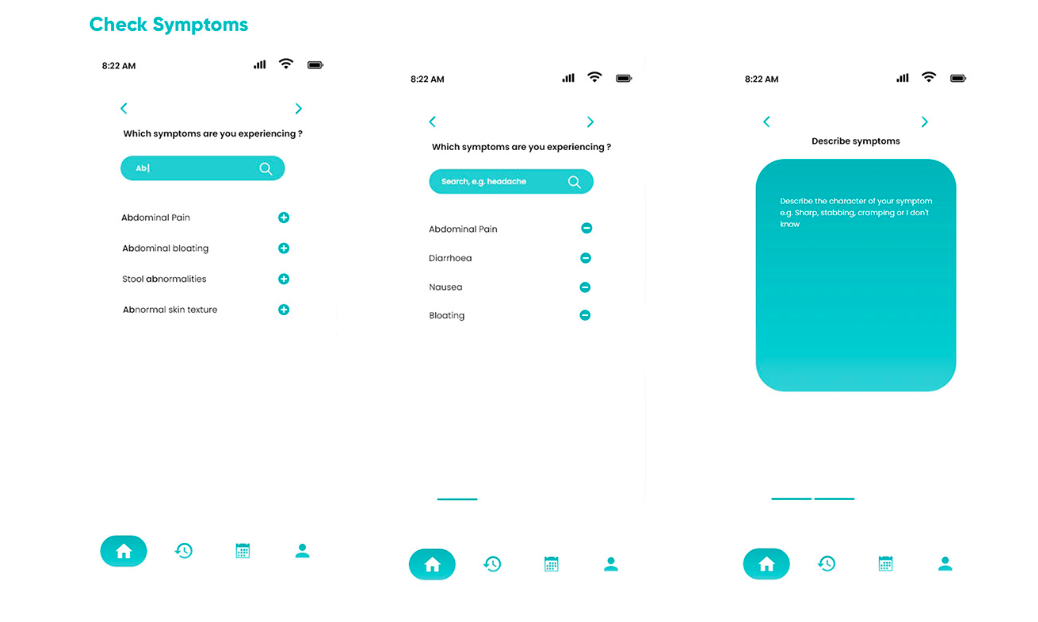 Check Symptoms
8:22 AM
Which symptoms are you experiencing ?
Ab
Abdominal Pain
Abdominal bloating
Stool abnormalities
Abnormal skin texture
8:22 AM
Which symptoms are you experiencing ?
Search, e.g. headache
Abdominal Pain
Diarrhoea
Nausea
Bloating
8:22 AM
Describe symptoms
Describe the character of your symptom
e.g. Sharp, stabbing, cramping or I don't
know